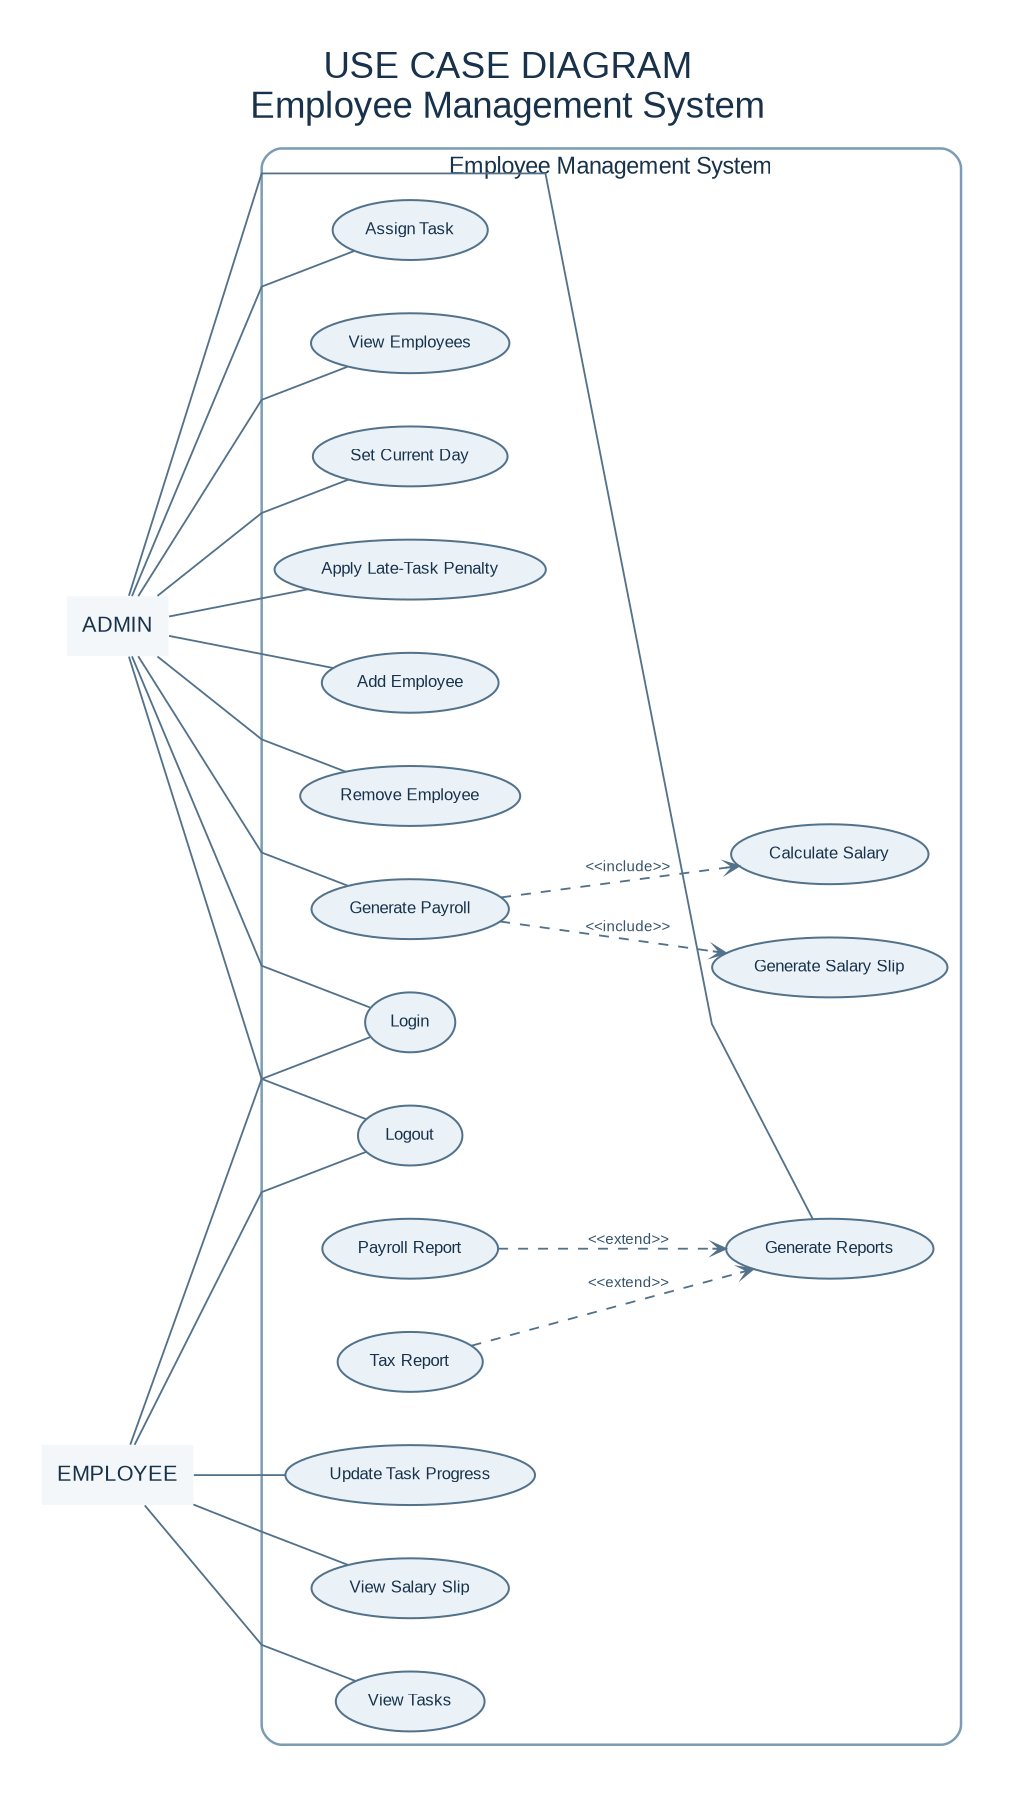 USE CASE DIAGRAM
Employee Management System
Employee Management System
Assign Task
View Employees
Set Current Day
Apply Late-Task Penalty
ADMIN
Add Employee
Remove Employee
Calculate Salary
<<include>>
Generate Payroll
<<include>>
Generate Salary Slip
Login
Logout
Payroll Report
<<extend>>
Generate Reports
<<extend>>
Tax Report
EMPLOYEE
Update Task Progress
View Salary Slip
View Tasks